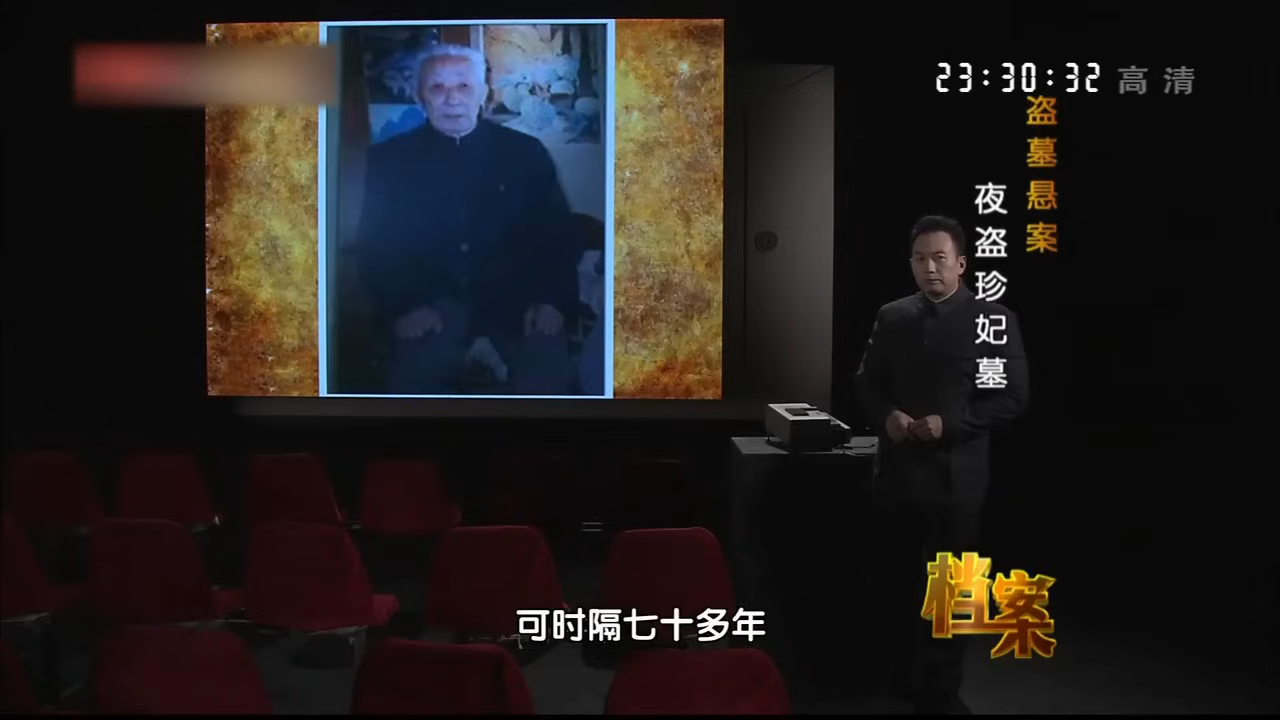 23:30:32 高清
盗墓悬案
夜盗珍妃墓
档案
可时隔七十多年